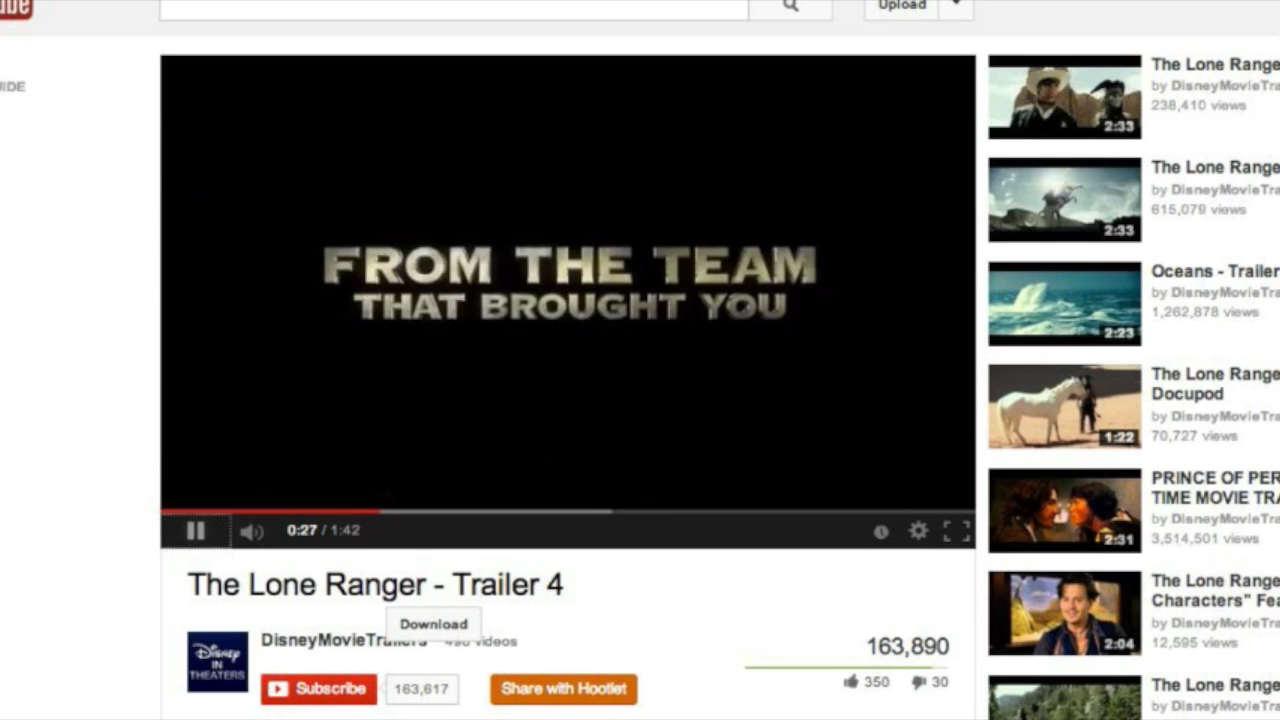 Upload
FROM THE TEAM
THAT BROUGHT YOU
0:27 / 1:42
The Lone Ranger - Trailer 4
Download
DisneyMovieTrailers
videos
Disney
IN
THEATERS
Subscribe
163,617
Share with Hootlet
163,890
350
30
The Lone Range
by DisneyMovieTra
238,410 views
2:33
The Lone Range
by DisneyMovieTra
615,079 views
2:33
Oceans - Trailer
by DisneyMovieTra
1,262,878 views
2:23
The Lone Range
Docupod
by DisneyMovieTra
70,727 views
1:22
PRINCE OF PER
TIME MOVIE TRA
by DisneyMovieTra
3,514,501 views
2:31
The Lone Range
Characters" Fea
by DisneyMovieTra
12,595 views
2:04
The Lone Range
by DisneyMovieTra